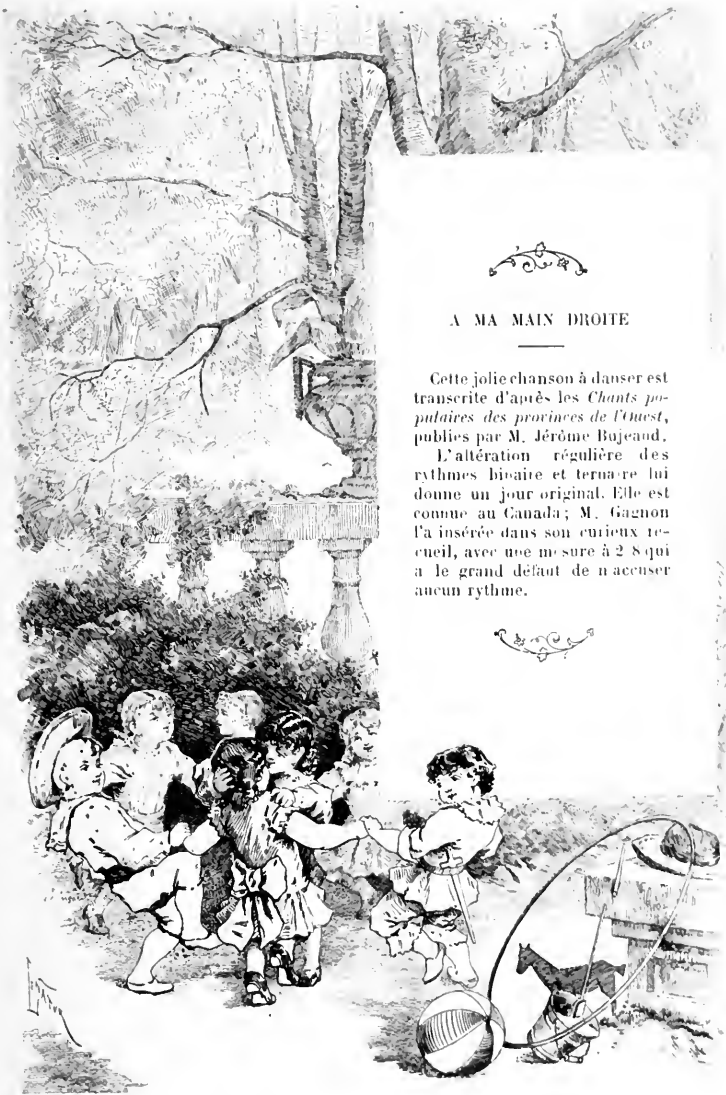 A MA MAIN DROITE
Cette jolie chanson à danser est
transcrite d'après les Chants po-
pulaires des provinces de l'Ouest,
publiés par M. Jérôme Bujeaud.
L'altération régulière des
rythmes binaire et ternaire lui
donne un jour original. Elle est
connue au Canada; M. Gagnon
l'a insérée dans son curieux re-
cueil, avec une mesure à 2 8 qui
a le grand défaut de n'accuser
aucun rythme.